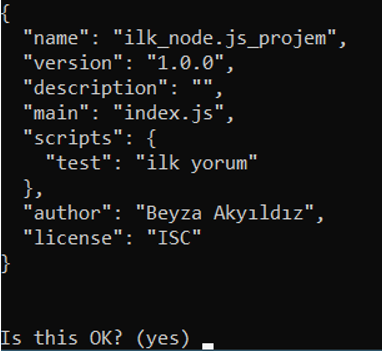 {
  "name": "ilk_node.js_projem",
  "version": "1.0.0",
  "description": "",
  "main": "index.js",
  "scripts": {
    "test": "ilk yorum"
  },
  "author": "Beyza Akyıldız",
  "license": "ISC"
}
Is this OK? (yes)